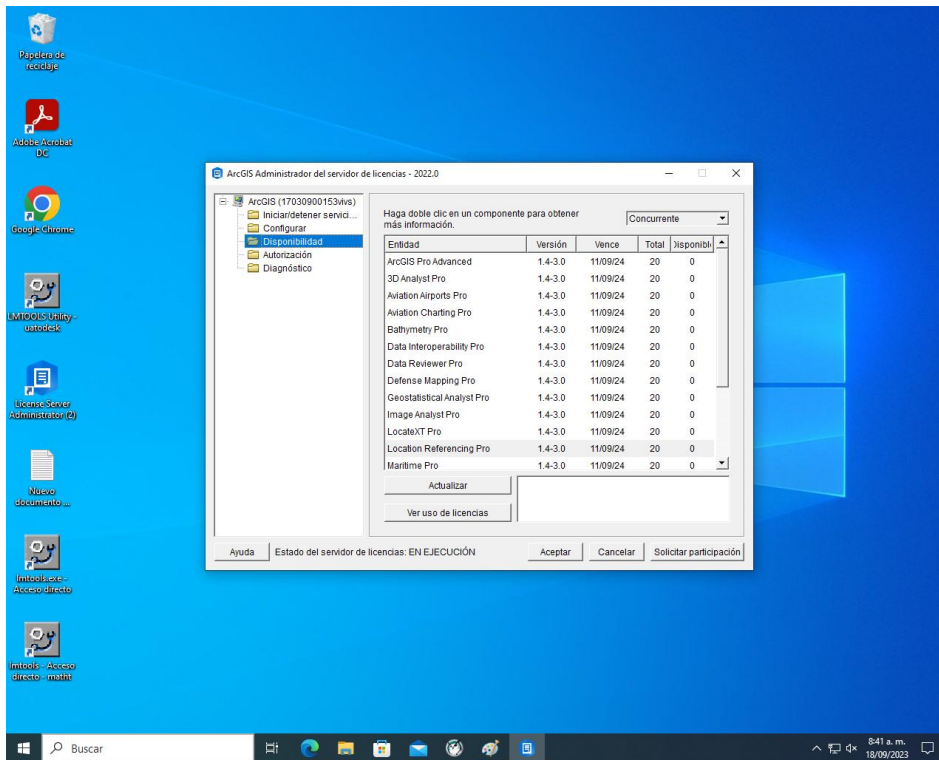 Papelera de
reciclaje
Adobe Acrobat
DC
Google Chrome
LMTOOLS Utility -
uatodesk
License Server
Administrator (2)
Nuevo
documento ...
lmtools.exe -
Acceso directo
lmtools - Acceso
directo - matht
ArcGIS Administrador del servidor de licencias - 2022.0
ArcGIS (17030900153vivs)
Iniciar/detener servici...
Configurar
Disponibilidad
Autorización
Diagnóstico
Haga doble clic en un componente para obtener
más información.
Concurrente
Entidad Versión Vence Total Disponibl
ArcGIS Pro Advanced 1.4-3.0 11/09/24 20 0
3D Analyst Pro 1.4-3.0 11/09/24 20 0
Aviation Airports Pro 1.4-3.0 11/09/24 20 0
Aviation Charting Pro 1.4-3.0 11/09/24 20 0
Bathymetry Pro 1.4-3.0 11/09/24 20 0
Data Interoperability Pro 1.4-3.0 11/09/24 20 0
Data Reviewer Pro 1.4-3.0 11/09/24 20 0
Defense Mapping Pro 1.4-3.0 11/09/24 20 0
Geostatistical Analyst Pro 1.4-3.0 11/09/24 20 0
Image Analyst Pro 1.4-3.0 11/09/24 20 0
LocateXT Pro 1.4-3.0 11/09/24 20 0
Location Referencing Pro 1.4-3.0 11/09/24 20 0
Maritime Pro 1.4-3.0 11/09/24 20 0
Actualizar
Ver uso de licencias
Ayuda Estado del servidor de licencias: EN EJECUCIÓN Aceptar Cancelar Solicitar participación
Buscar
8:41 a. m.
18/09/2023